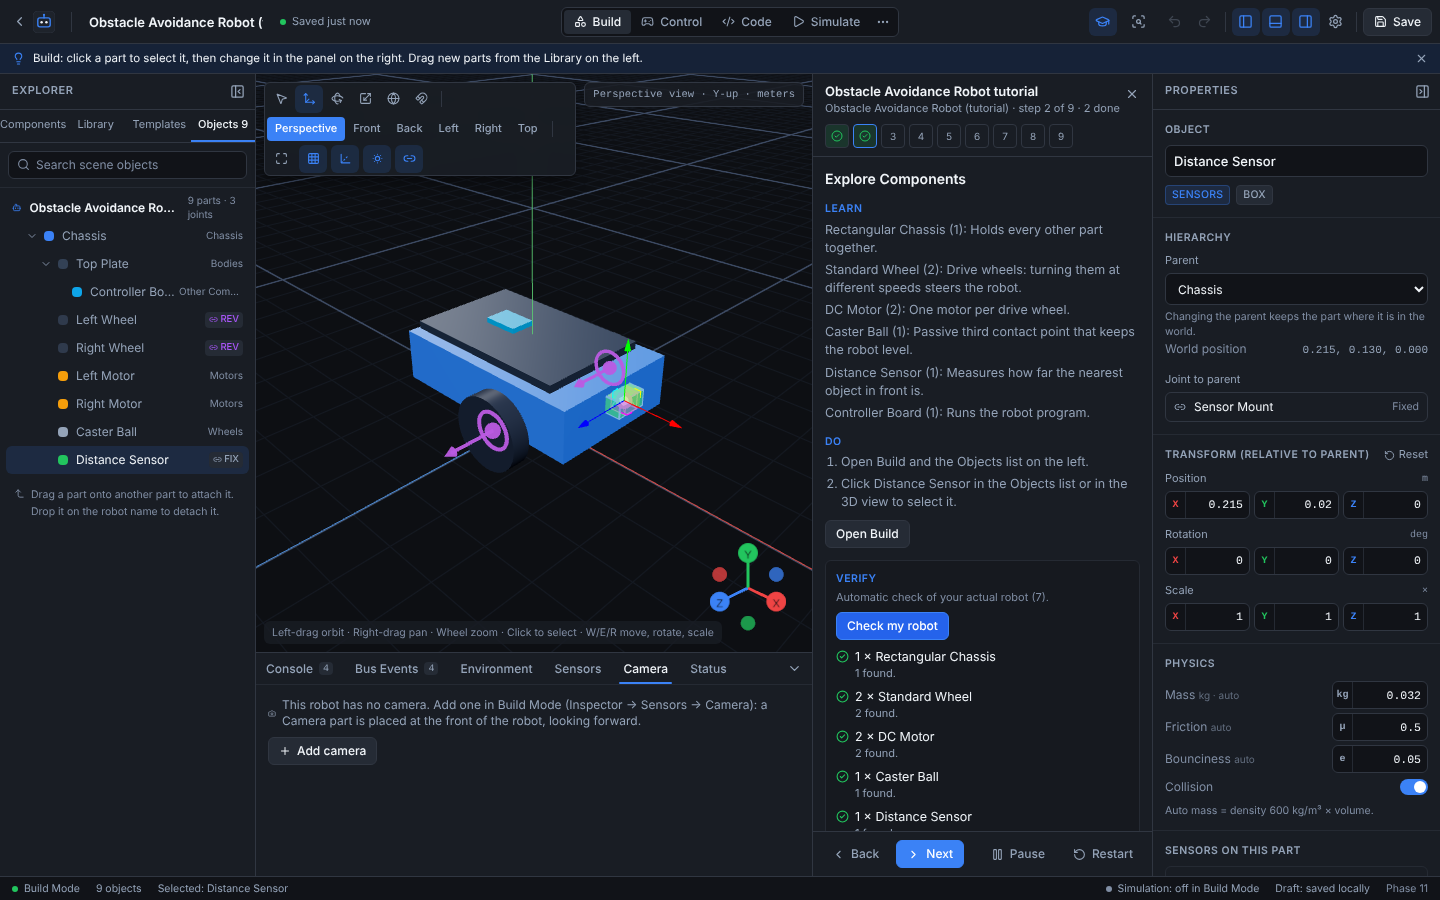 Obstacle Avoidance Robot (
Saved just now
Build
Control
Code
Simulate
Save
Build: click a part to select it, then change it in the panel on the right. Drag new parts from the Library on the left.
EXPLORER
Components
Library
Templates
Objects 9
Search scene objects
Obstacle Avoidance Ro...
9 parts · 3
joints
Chassis
Chassis
Top Plate
Bodies
Controller Bo...
Other Com...
Left Wheel
REV
Right Wheel
REV
Left Motor
Motors
Right Motor
Motors
Caster Ball
Wheels
Distance Sensor
FIX
Drag a part onto another part to attach it.
Drop it on the robot name to detach it.
Perspective
Front
Back
Left
Right
Top
Perspective view · Y-up · meters
Y
Z
X
Left-drag orbit · Right-drag pan · Wheel zoom · Click to select · W/E/R move, rotate, scale
Console 4
Bus Events 4
Environment
Sensors
Camera
Status
This robot has no camera. Add one in Build Mode (Inspector → Sensors → Camera): a
Camera part is placed at the front of the robot, looking forward.
Add camera
Obstacle Avoidance Robot tutorial
Obstacle Avoidance Robot (tutorial) · step 2 of 9 · 2 done
3
4
5
6
7
8
9
Explore Components
LEARN
Rectangular Chassis (1): Holds every other part
together.
Standard Wheel (2): Drive wheels: turning them at
different speeds steers the robot.
DC Motor (2): One motor per drive wheel.
Caster Ball (1): Passive third contact point that keeps
the robot level.
Distance Sensor (1): Measures how far the nearest
object in front is.
Controller Board (1): Runs the robot program.
DO
1. Open Build and the Objects list on the left.
2. Click Distance Sensor in the Objects list or in the
3D view to select it.
Open Build
VERIFY
Automatic check of your actual robot (7).
Check my robot
1 × Rectangular Chassis
1 found.
2 × Standard Wheel
2 found.
2 × DC Motor
2 found.
1 × Caster Ball
1 found.
1 × Distance Sensor
Back
Next
Pause
Restart
PROPERTIES
OBJECT
Distance Sensor
SENSORS
BOX
HIERARCHY
Parent
Chassis
Changing the parent keeps the part where it is in the
world.
World position
0.215, 0.130, 0.000
Joint to parent
Sensor Mount
Fixed
TRANSFORM (RELATIVE TO PARENT)
Reset
Position
m
X 0.215
Y 0.02
Z 0
Rotation
deg
X 0
Y 0
Z 0
Scale
×
X 1
Y 1
Z 1
PHYSICS
Mass kg · auto
kg 0.032
Friction auto
μ 0.5
Bounciness auto
e 0.05
Collision
Auto mass = density 600 kg/m³ × volume.
SENSORS ON THIS PART
Build Mode
9 objects
Selected: Distance Sensor
Simulation: off in Build Mode
Draft: saved locally
Phase 11